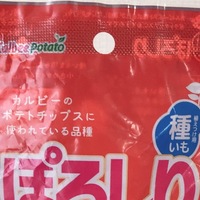 Calbee Potato
カルビーの
ポテトチップスに
使われている品種
種
いも
ぽろしり